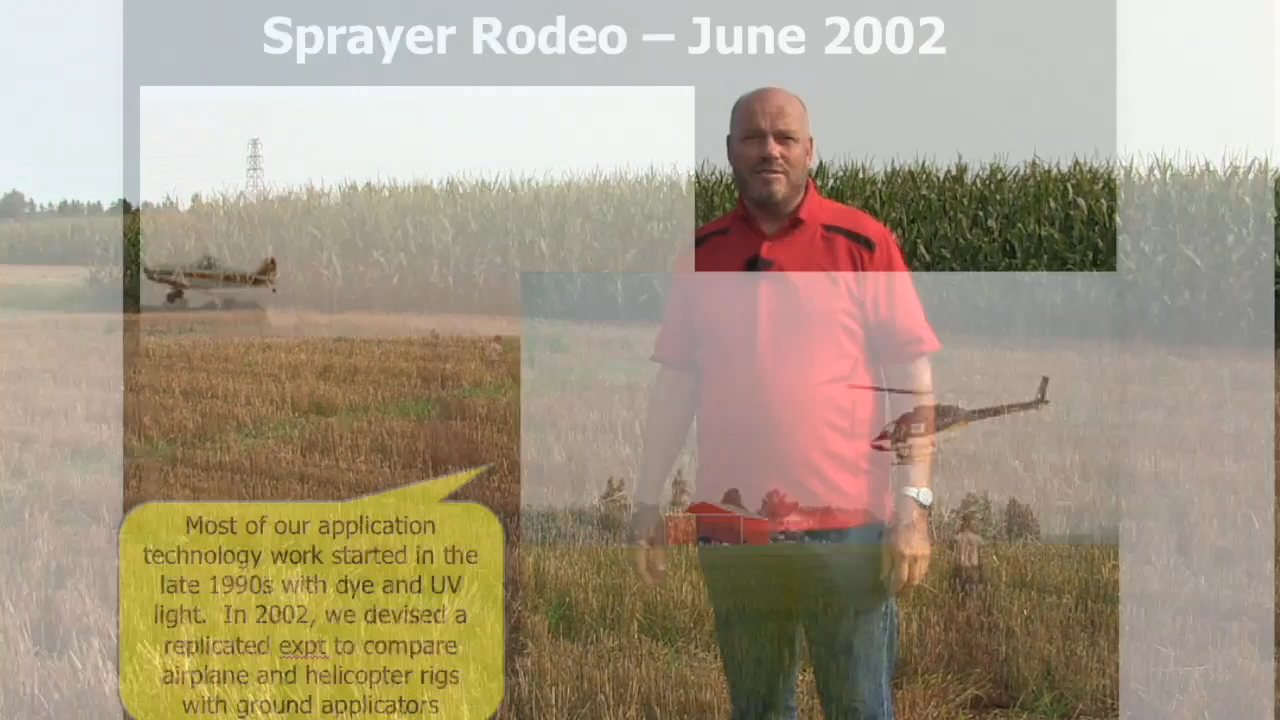 Sprayer Rodeo – June 2002
Most of our application
technology work started in the
late 1990s with dye and UV
light. In 2002, we devised a
replicated expt to compare
airplane and helicopter rigs
with ground applicators